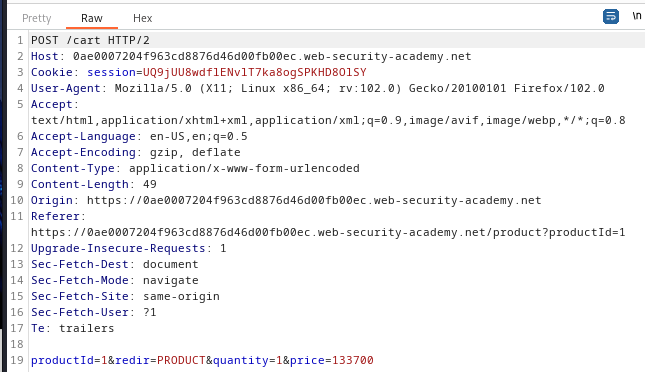 Pretty Raw Hex \n
1 POST /cart HTTP/2
2 Host: 0ae0007204f963cd8876d46d00fb00ec.web-security-academy.net
3 Cookie: session=UQ9jUU8wdflENvlT7ka8ogSPKHD8OlSY
4 User-Agent: Mozilla/5.0 (X11; Linux x86_64; rv:102.0) Gecko/20100101 Firefox/102.0
5 Accept:
text/html,application/xhtml+xml,application/xml;q=0.9,image/avif,image/webp,*/*;q=0.8
6 Accept-Language: en-US,en;q=0.5
7 Accept-Encoding: gzip, deflate
8 Content-Type: application/x-www-form-urlencoded
9 Content-Length: 49
10 Origin: https://0ae0007204f963cd8876d46d00fb00ec.web-security-academy.net
11 Referer:
https://0ae0007204f963cd8876d46d00fb00ec.web-security-academy.net/product?productId=1
12 Upgrade-Insecure-Requests: 1
13 Sec-Fetch-Dest: document
14 Sec-Fetch-Mode: navigate
15 Sec-Fetch-Site: same-origin
16 Sec-Fetch-User: ?1
17 Te: trailers
18
19 productId=1&redir=PRODUCT&quantity=1&price=133700